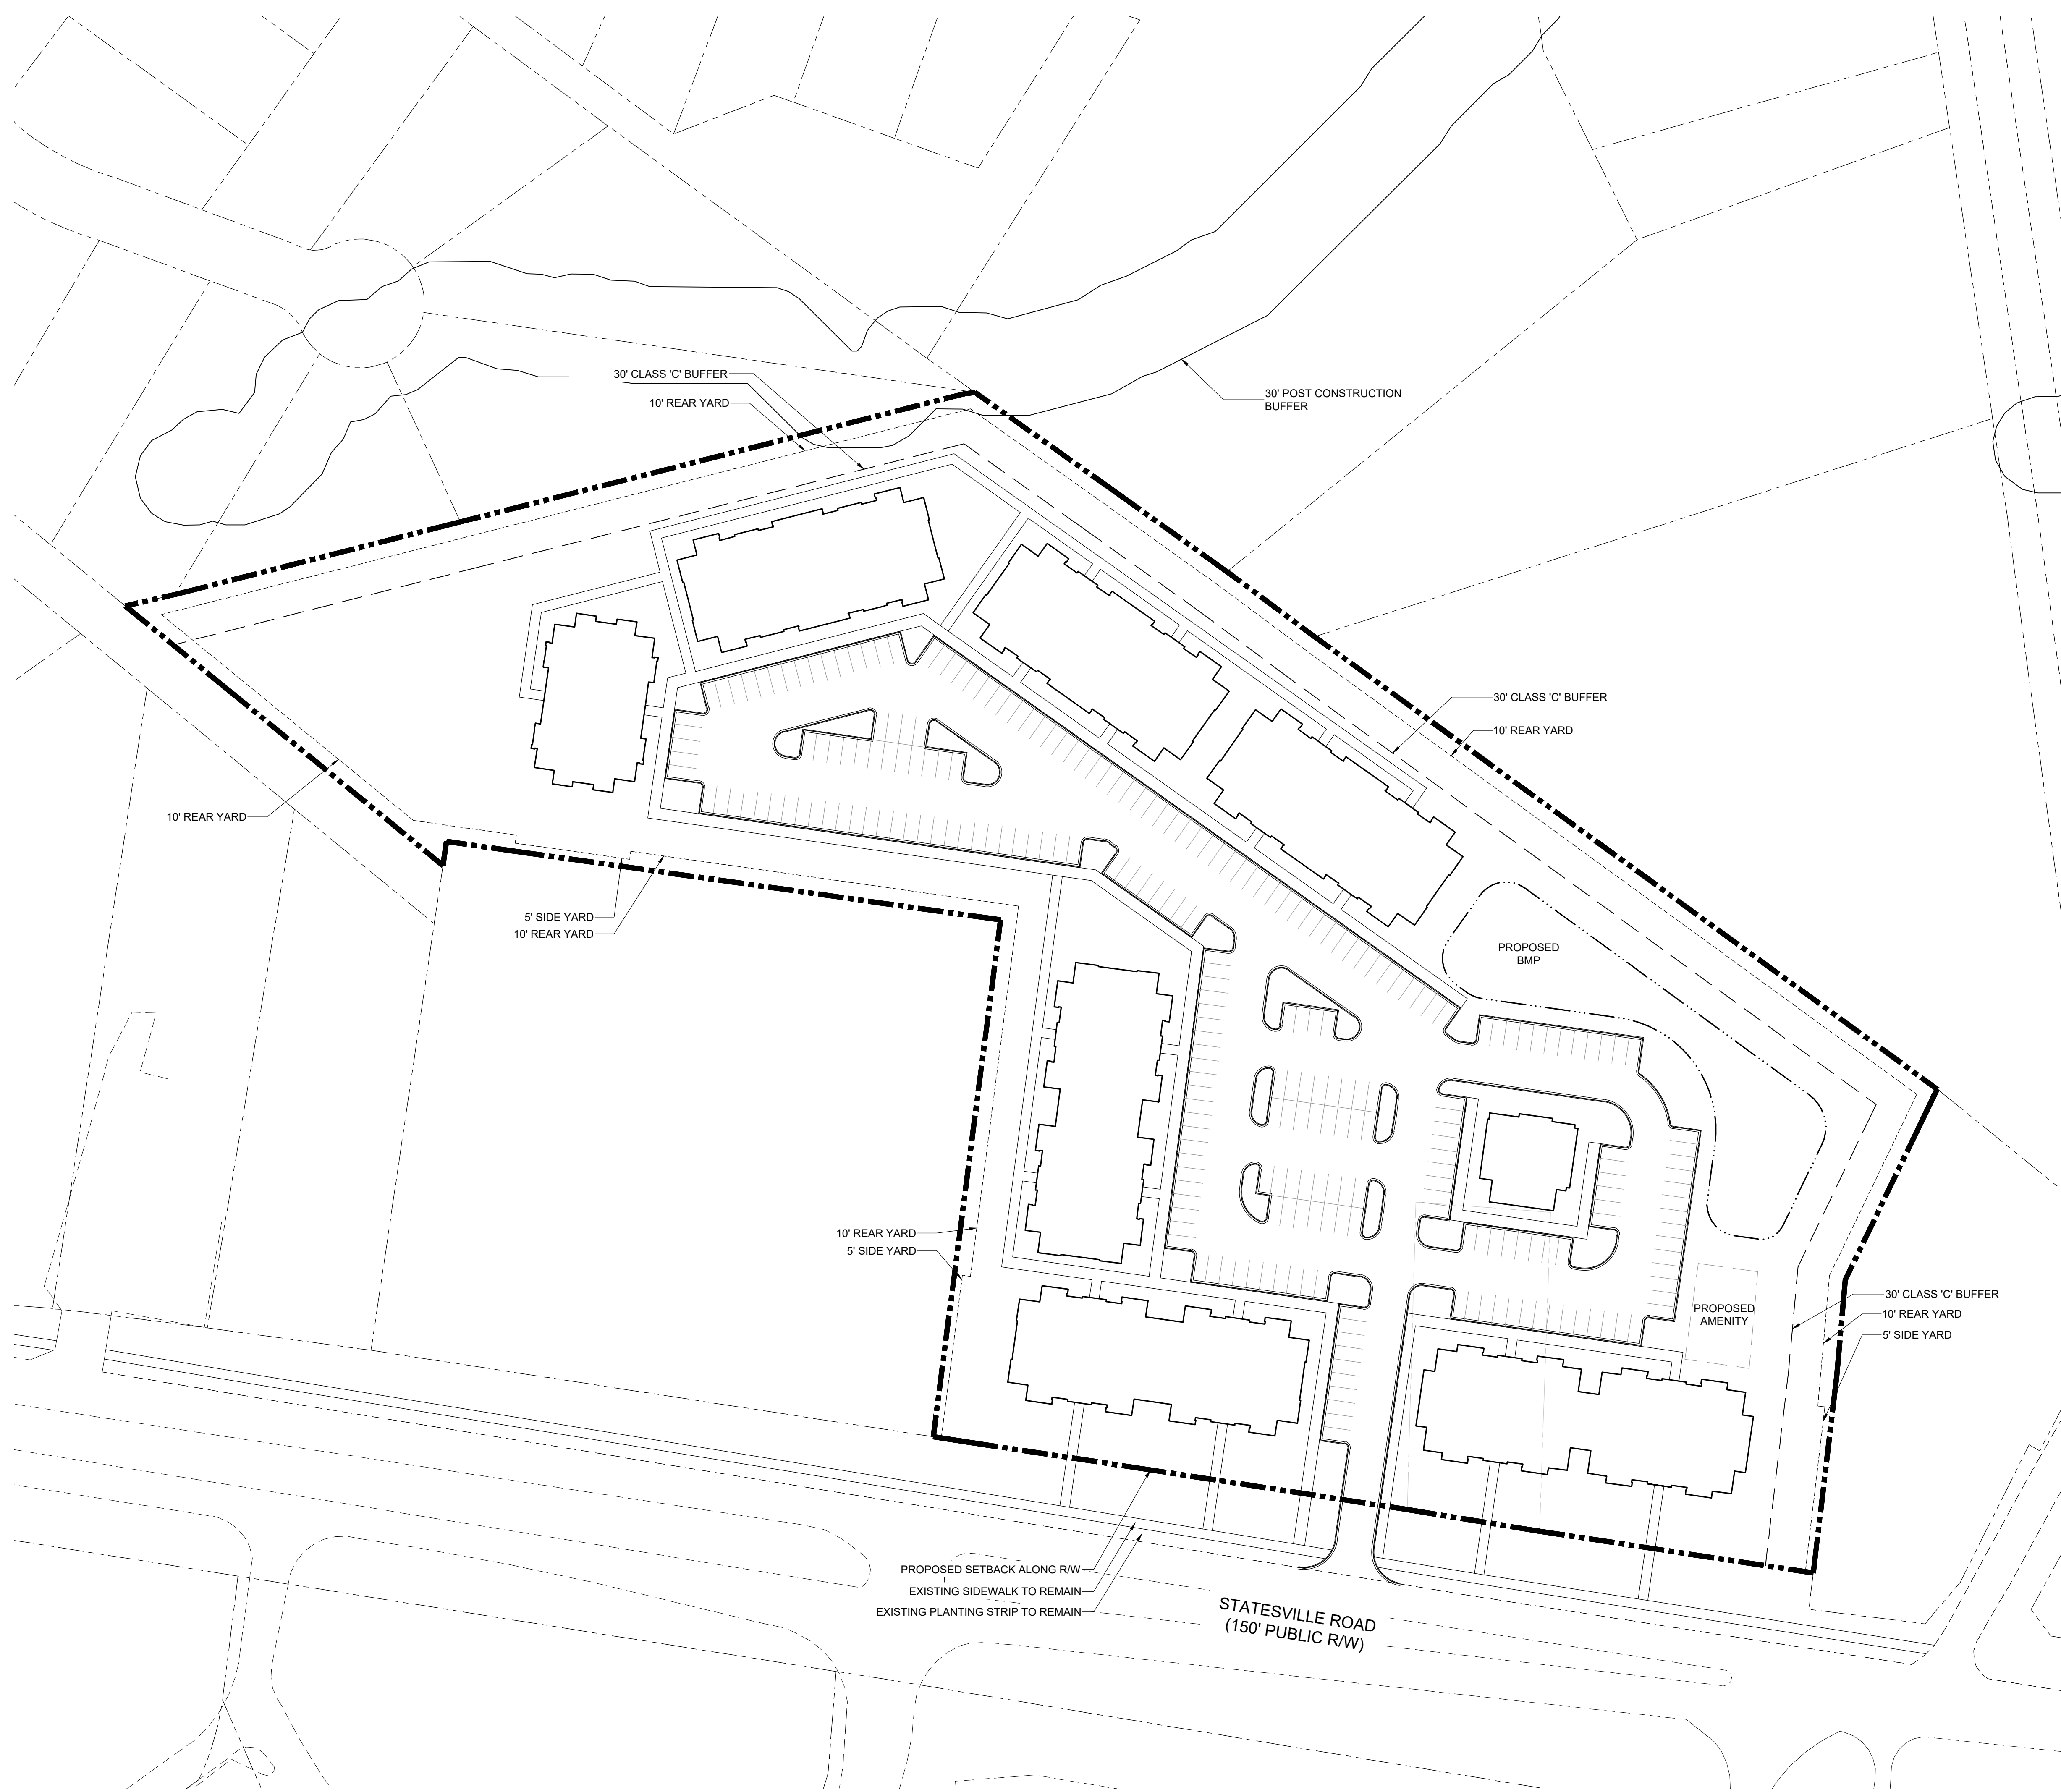 30' CLASS 'C' BUFFER
10' REAR YARD
30' POST CONSTRUCTION
BUFFER
30' CLASS 'C' BUFFER
10' REAR YARD
10' REAR YARD
5' SIDE YARD
10' REAR YARD
PROPOSED
BMP
10' REAR YARD
5' SIDE YARD
PROPOSED
AMENITY
30' CLASS 'C' BUFFER
10' REAR YARD
5' SIDE YARD
PROPOSED SETBACK ALONG R/W
EXISTING SIDEWALK TO REMAIN
EXISTING PLANTING STRIP TO REMAIN
STATESVILLE ROAD
(150' PUBLIC R/W)